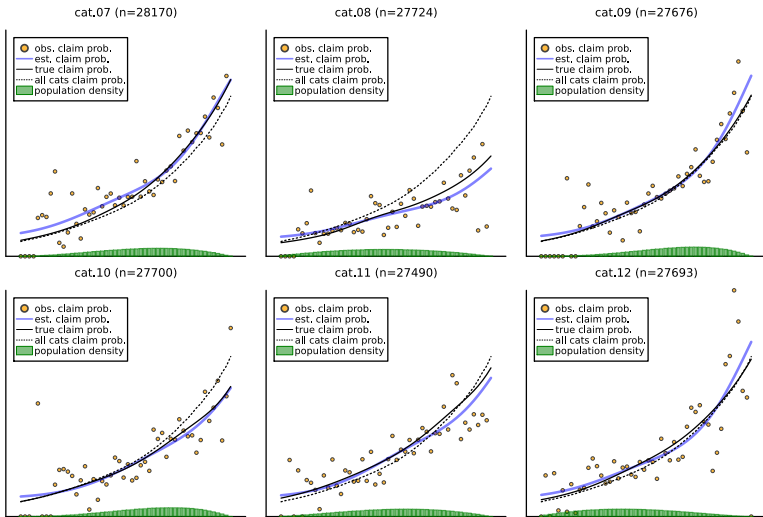 cat.07 (n=28170)
obs. claim prob.
est. claim prob.
true claim prob.
all cats claim prob.
population density
cat.08 (n=27724)
obs. claim prob.
est. claim prob.
true claim prob.
all cats claim prob.
population density
cat.09 (n=27676)
obs. claim prob.
est. claim prob.
true claim prob.
all cats claim prob.
population density
cat.10 (n=27700)
obs. claim prob.
est. claim prob.
true claim prob.
all cats claim prob.
population density
cat.11 (n=27490)
obs. claim prob.
est. claim prob.
true claim prob.
all cats claim prob.
population density
cat.12 (n=27693)
obs. claim prob.
est. claim prob.
true claim prob.
all cats claim prob.
population density